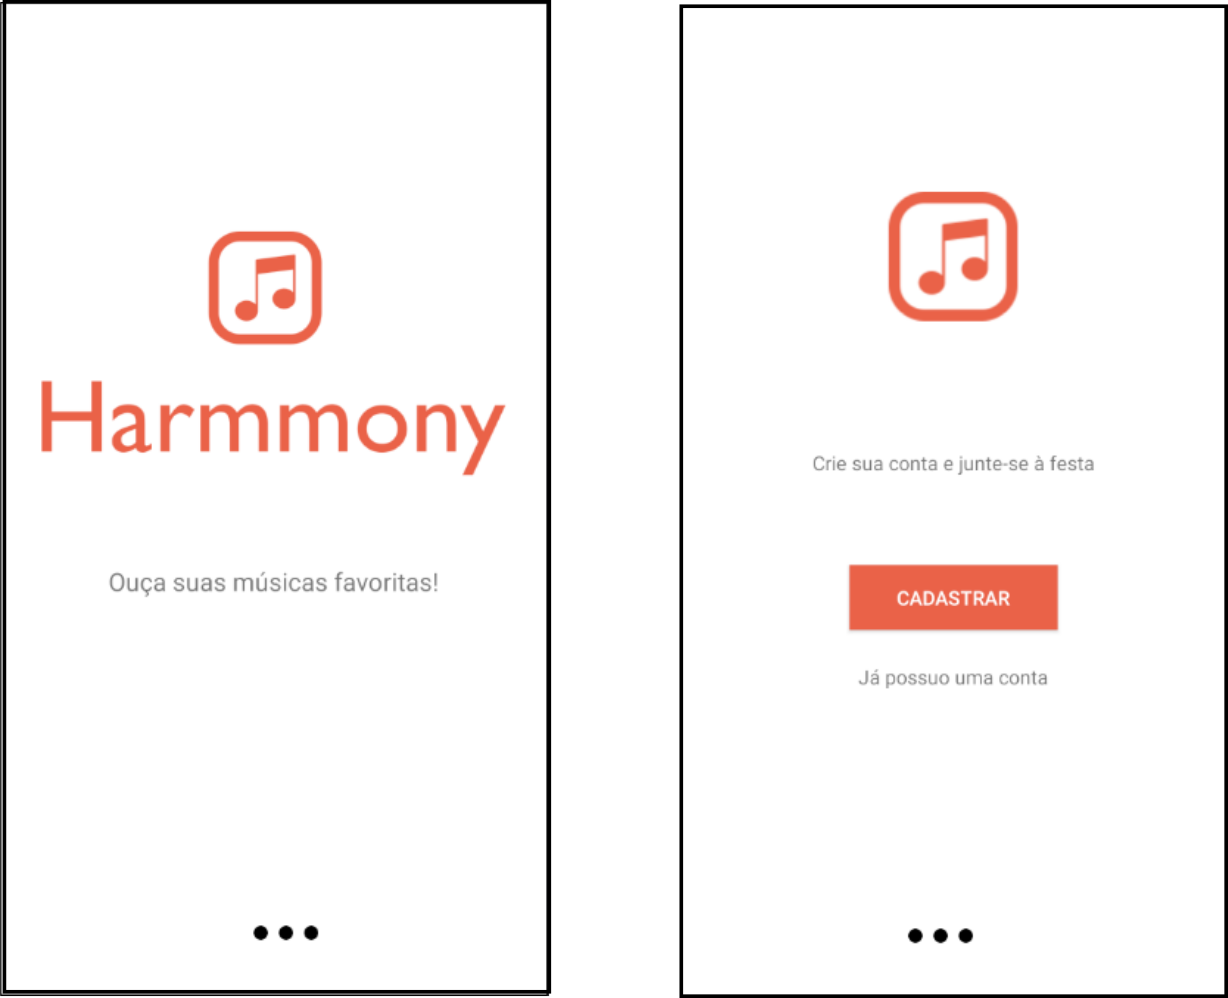 Harmmony
Ouça suas músicas favoritas!
Crie sua conta e junte-se à festa
CADASTRAR
Já possuo uma conta